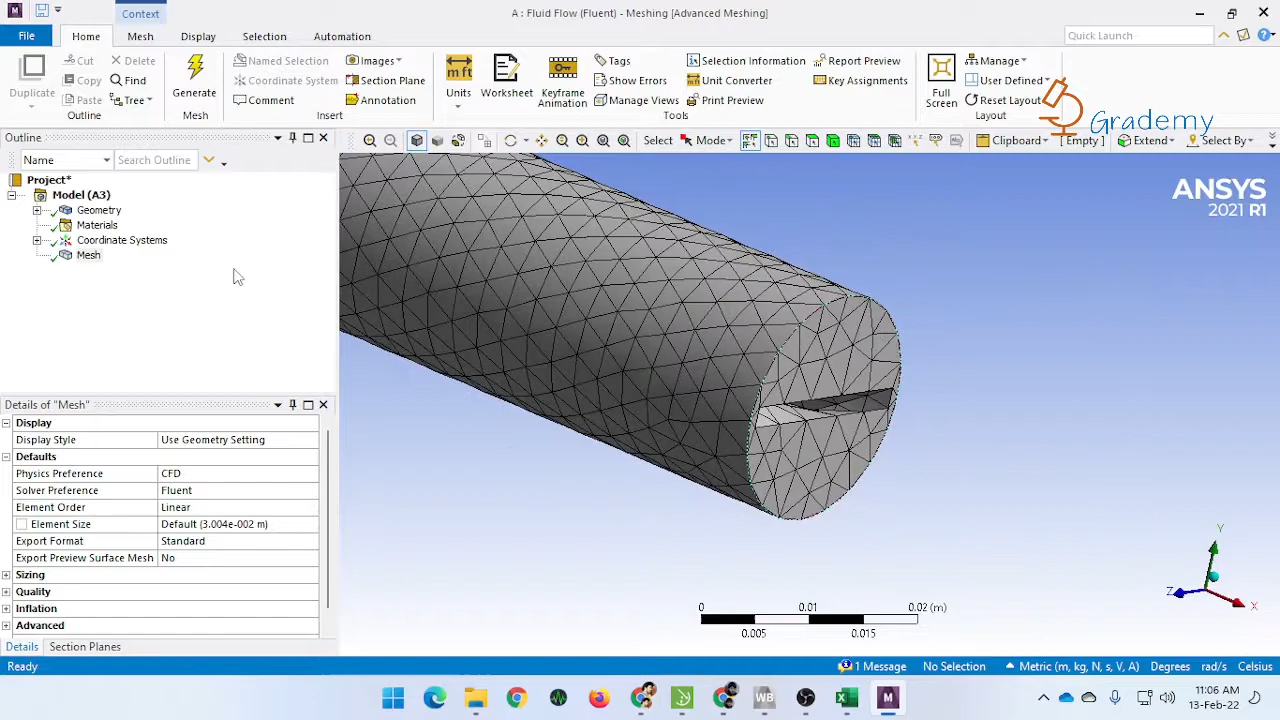 Context
A : Fluid Flow (Fluent) - Meshing [Advanced Meshing]
File
Home
Mesh
Display
Selection
Automation
Quick Launch
Duplicate
Cut
Copy
Paste
Delete
Find
Tree
Outline
Generate
Mesh
Named Selection
Coordinate System
Comment
Images
Section Plane
Annotation
Insert
mft
Units
Worksheet
Keyframe Animation
Tags
Show Errors
Manage Views
Selection Information
Unit Converter
Print Preview
Report Preview
Key Assignments
Tools
Full Screen
Manage
User Defined
Reset Layout
Layout
Grademy
Outline
Select
Mode
Clipboard
[ Empty ]
Extend
Select By
Name
Search Outline
Project*
Model (A3)
Geometry
Materials
Coordinate Systems
Mesh
ANSYS
2021 R1
Details of "Mesh"
Display
Display Style Use Geometry Setting
Defaults
Physics Preference CFD
Solver Preference Fluent
Element Order Linear
Element Size Default (3.004e-002 m)
Export Format Standard
Export Preview Surface Mesh No
Sizing
Quality
Inflation
Advanced
Details
Section Planes
0 0.01 0.02 (m)
0.005 0.015
Y
Z
X
Ready
1 Message
No Selection
Metric (m, kg, N, s, V, A)
Degrees
rad/s
Celsius
WB
M
11:06 AM
13-Feb-22